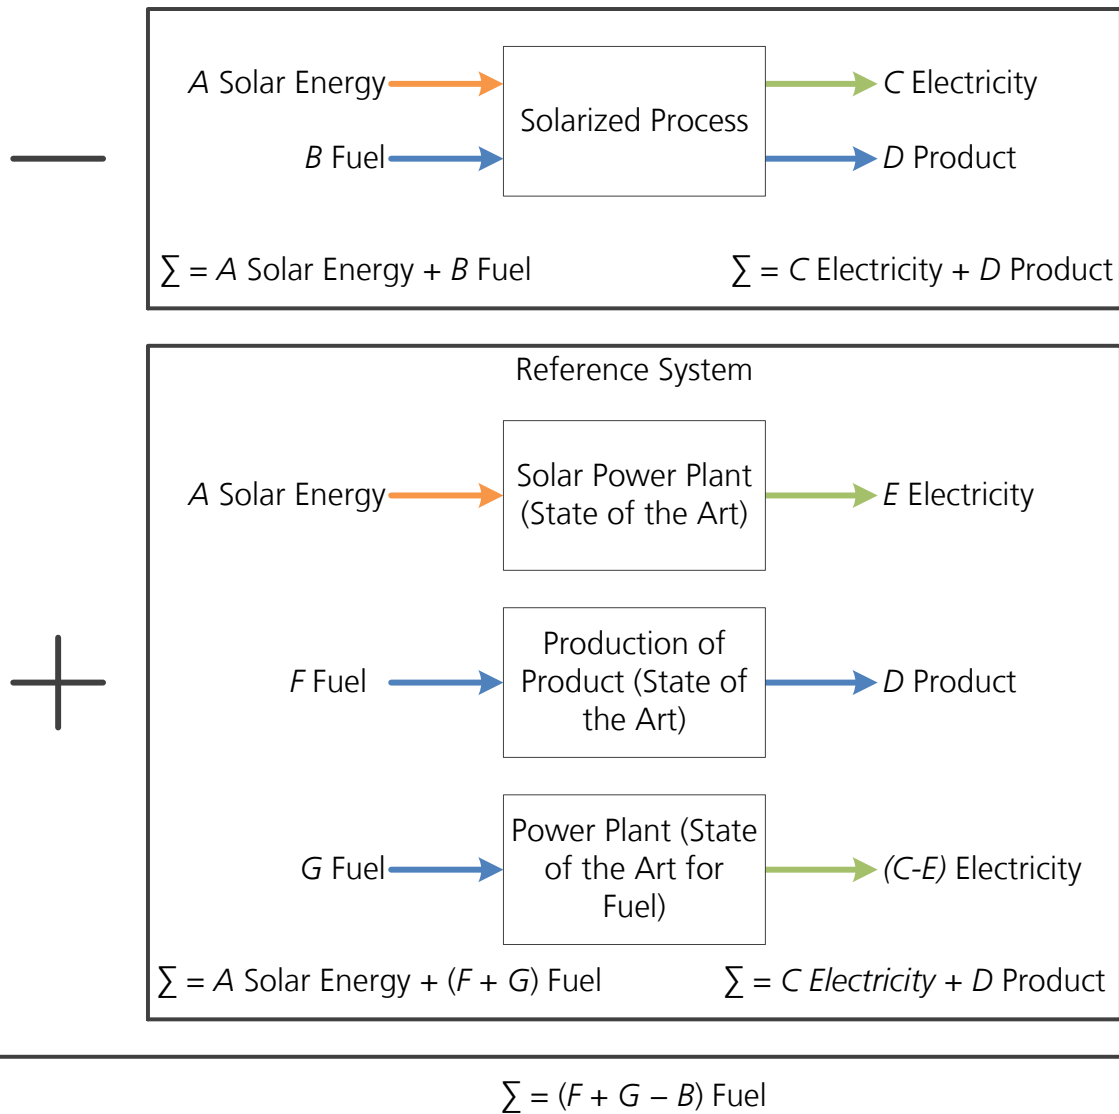 A Solar Energy
B Fuel
Solarized Process
C Electricity
D Product
∑ = A Solar Energy + B Fuel
∑ = C Electricity + D Product
Reference System
A Solar Energy
Solar Power Plant
(State of the Art)
E Electricity
F Fuel
Production of
Product (State of
the Art)
D Product
G Fuel
Power Plant (State
of the Art for
Fuel)
(C-E) Electricity
∑ = A Solar Energy + (F + G) Fuel
∑ = C Electricity + D Product
∑ = (F + G – B) Fuel